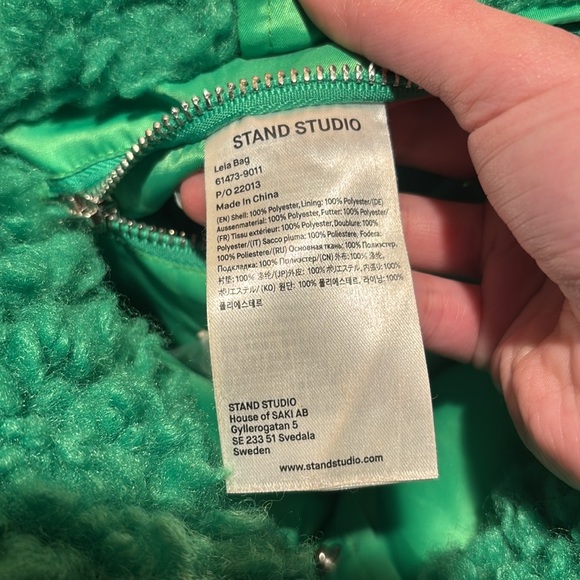 STAND STUDIO
Leia Bag
61473-9011
P/O 22013
Made in China
(EN) Shell: 100% Polyester, Lining: 100% Polyester/(DE)
Aussenmaterial: 100% Polyester, Futter: 100% Polyester/
(FR) Tissu extérieur: 100% Polyester, Doublure: 100%
Polyester/(IT) Sacco piuma: 100% Poliestere, Fodera:
100% Poliestere/(RU) Основная ткань: 100% Полиэстер,
Подкладка: 100% Полиэстер/(CN) 外布: 100% 涤纶,
衬垫: 100% 涤纶/(JP)外皮: 100% ポリエステル, 内張り: 100%
ポリエステル/ (KO) 원단: 100% 폴리에스테르, 라이닝: 100%
폴리에스테르
STAND STUDIO
House of SAKI AB
Gyllerogatan 5
SE 233 51 Svedala
Sweden
www.standstudio.com